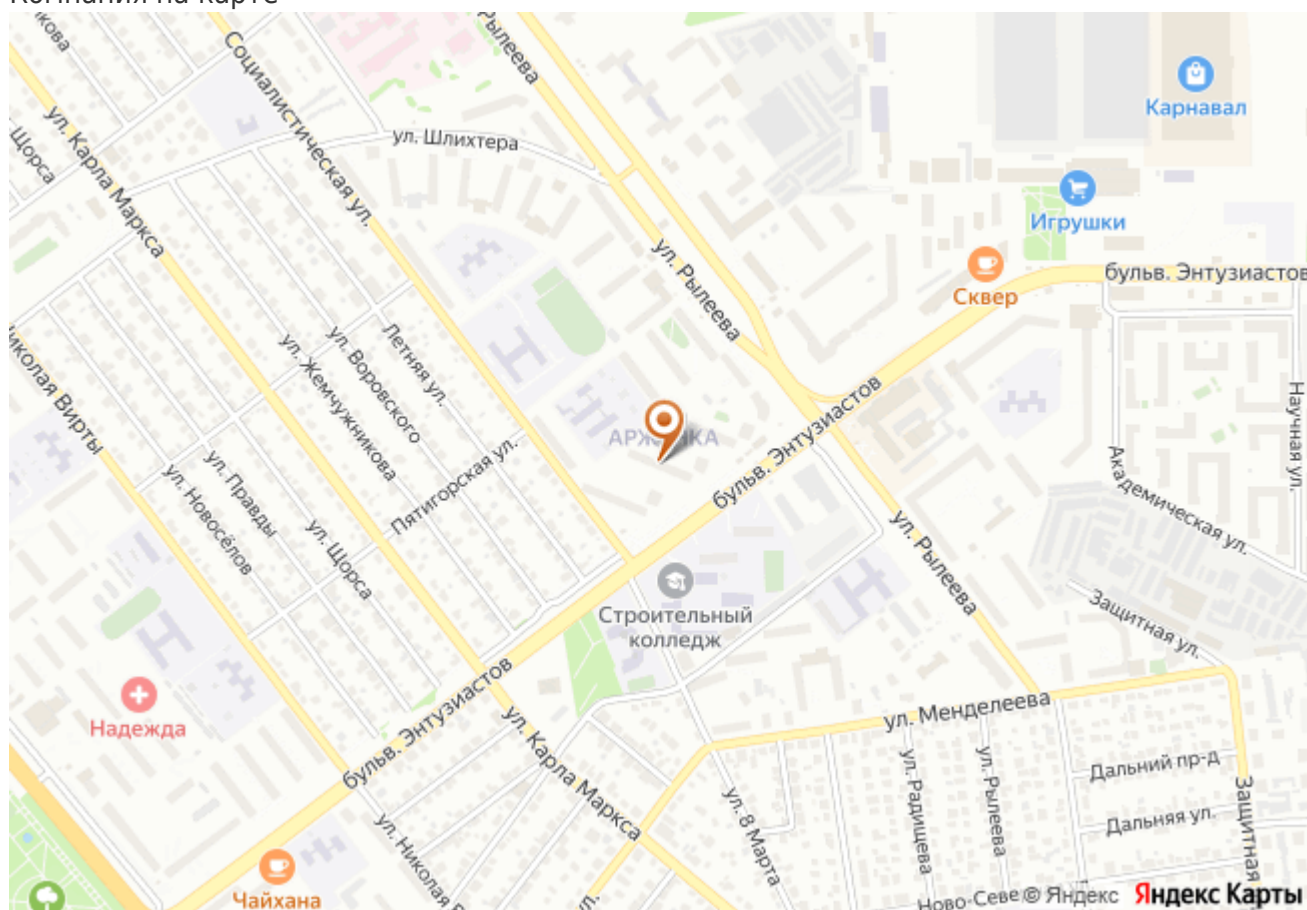 Компания на карте
Рылеева
Социалистическая ул.
Карнавал
ул. Карла Маркса
Щорса
ул. Шлихтера
Игрушки
ул. Рылеева
бульв. Энтузиастов
Сквер
Летняя ул.
ул. Воровского
ул. Жемчужникова
Николая Вирты
бульв. Энтузиастов
Научная ул.
Академическая ул.
Пятигорская ул.
ул. Правды
ул. Новосёлов
ул. Щорса
ул. Рылеева
Строительный
колледж
Защитная ул.
Надежда
бульв. Энтузиастов
ул. Карла Маркса
ул. Менделеева
ул. Радищева
ул. Рылеева
Дальний пр-д
Дальняя ул.
Защитная
ул. 8 Марта
ул. Николая
ул.
Чайхана
Ново-Севе
© Яндекс Яндекс Карты